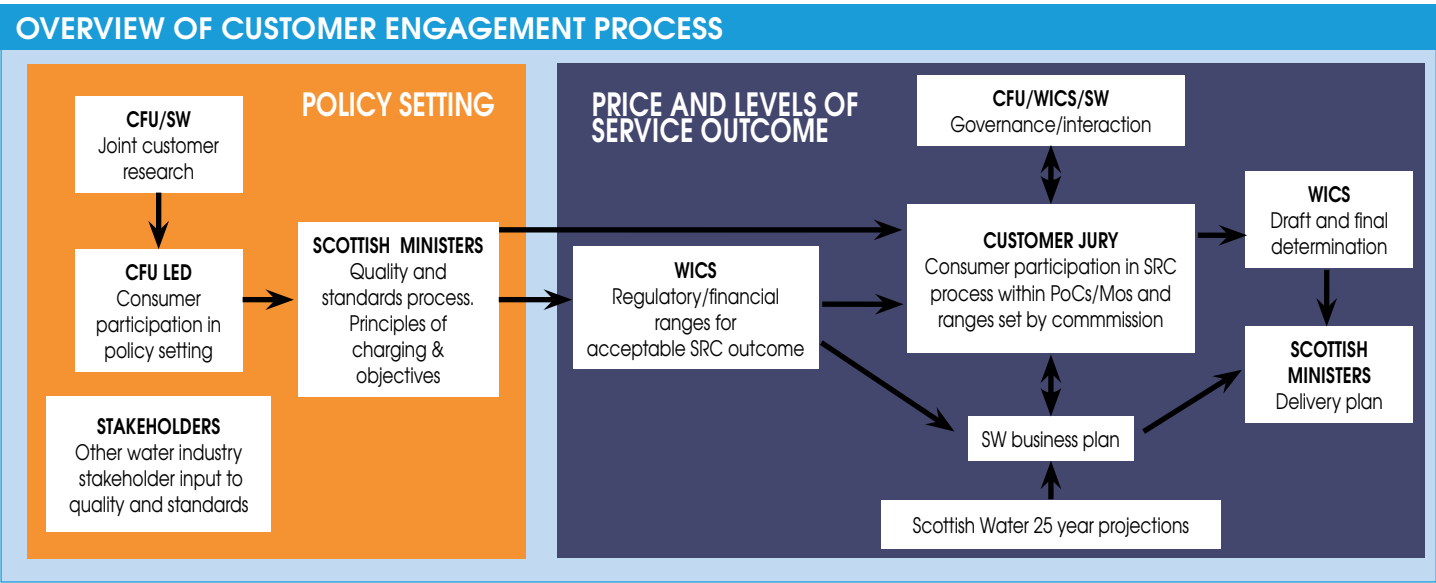 OVERVIEW OF CUSTOMER ENGAGEMENT PROCESS
POLICY SETTING
CFU/SW
Joint customer
research
CFU LED
Consumer
participation in
policy setting
SCOTTISH MINISTERS
Quality and
standards process.
Principles of
charging &
objectives
STAKEHOLDERS
Other water industry
stakeholder input to
quality and standards
PRICE AND LEVELS OF
SERVICE OUTCOME
CFU/WICS/SW
Governance/interaction
WICS
Regulatory/financial
ranges for
acceptable SRC outcome
CUSTOMER JURY
Consumer participation in SRC
process within PoCs/Mos and
ranges set by commmission
WICS
Draft and final
determination
SCOTTISH
MINISTERS
Delivery plan
SW business plan
Scottish Water 25 year projections